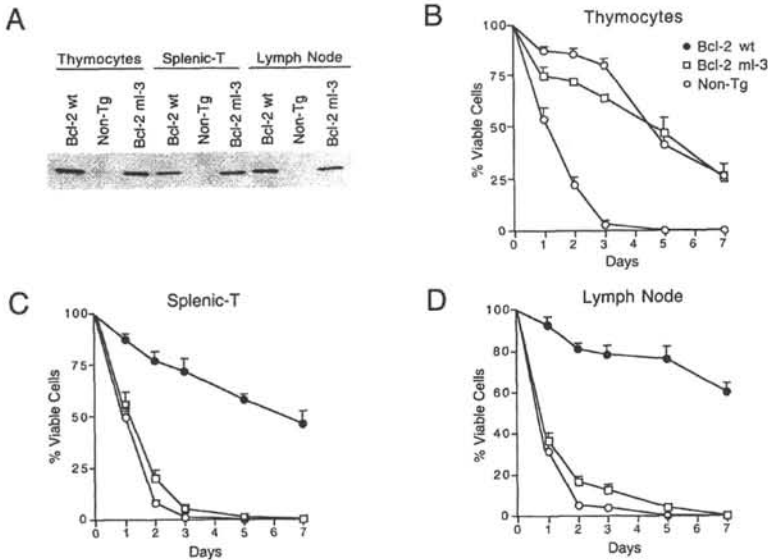 A
Thymocytes Splenic-T Lymph Node
Bcl-2 wt
Non-Tg
Bcl-2 ml-3
Bcl-2 wt
Non-Tg
Bcl-2 ml-3
Bcl-2 wt
Non-Tg
Bcl-2 ml-3
B
Thymocytes
Bcl-2 wt
Bcl-2 ml-3
Non-Tg
% Viable Cells
100
75
50
25
0
0 1 2 3 4 5 6 7
Days
C
Splenic-T
% Viable Cells
100
75
50
25
0
0 1 2 3 4 5 6 7
Days
D
Lymph Node
% Viable Cells
100
80
60
40
20
0
0 1 2 3 4 5 6 7
Days